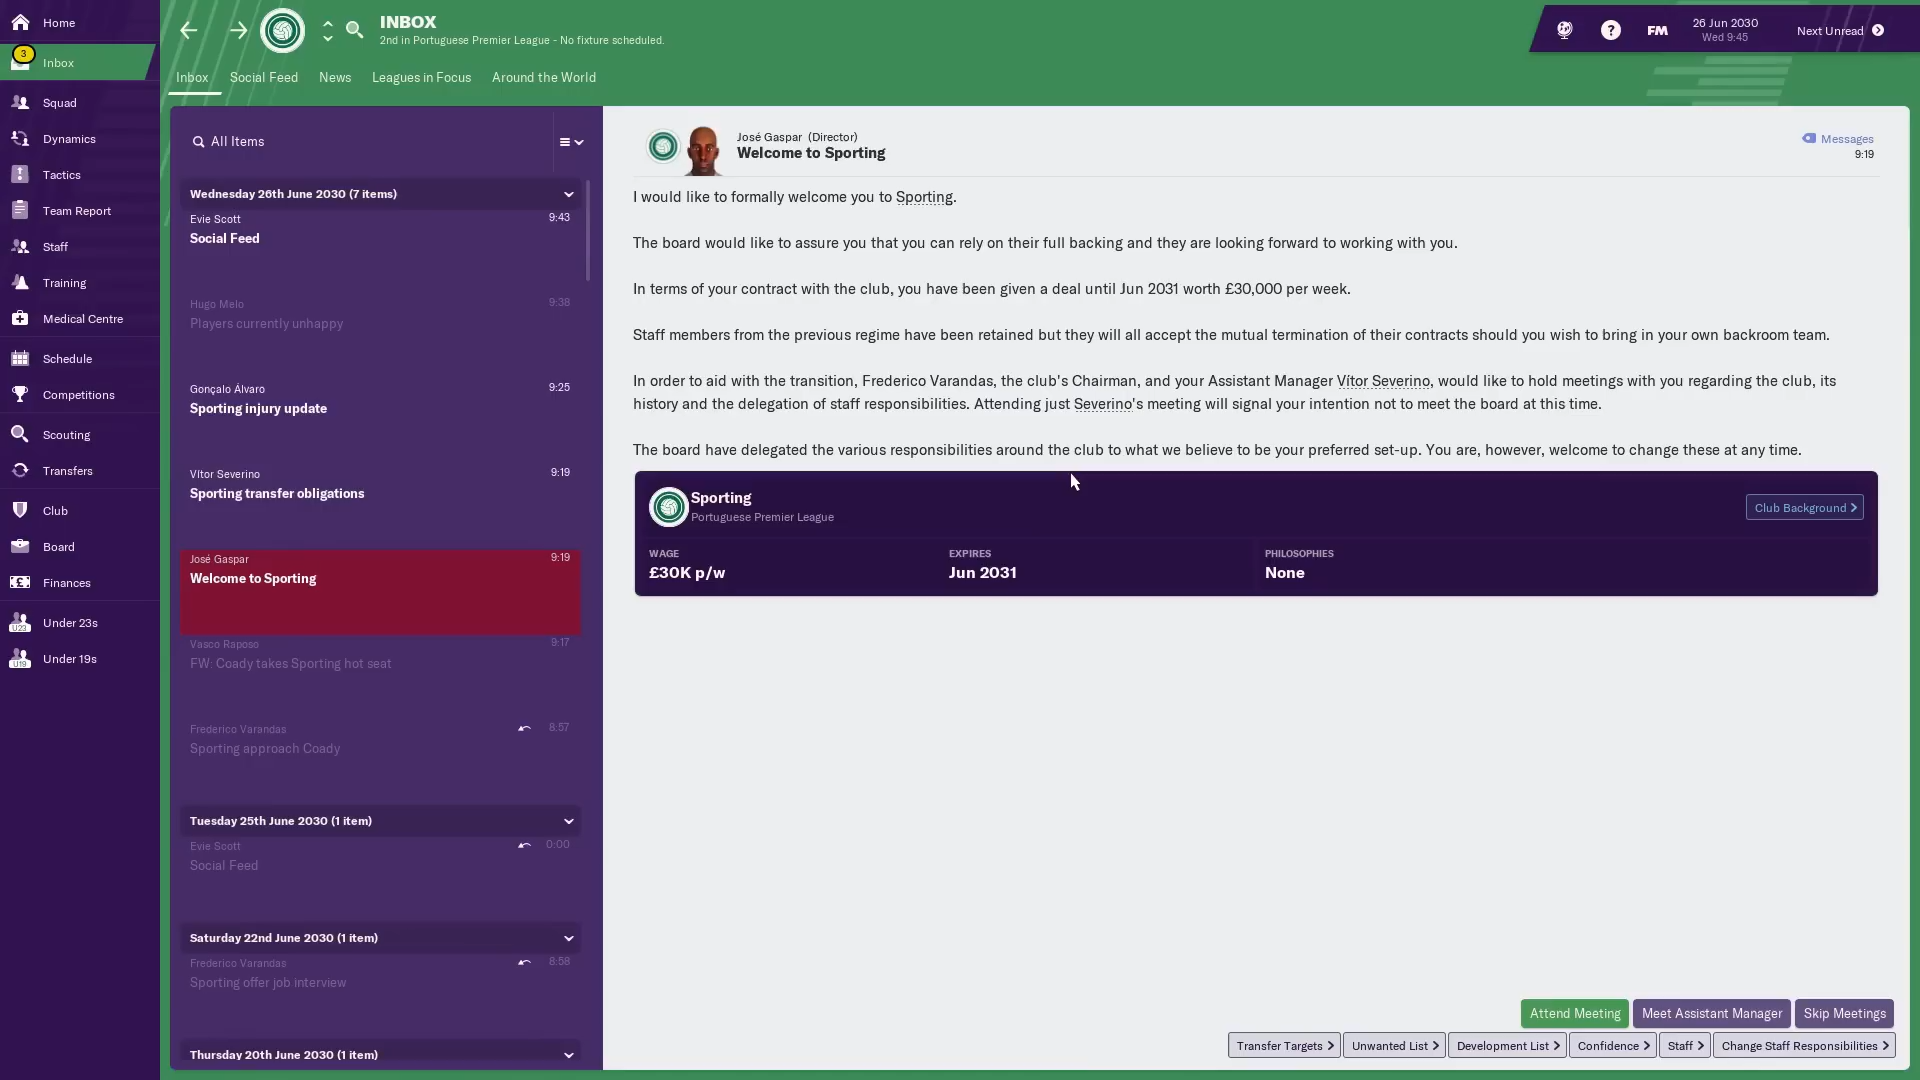 Home
3
Inbox
Squad
Dynamics
Tactics
Team Report
Staff
Training
Medical Centre
Schedule
Competitions
Scouting
Transfers
Club
Board
Finances
U23
Under 23s
U19
Under 19s
INBOX
2nd in Portuguese Premier League - No fixture scheduled.
? FM
26 Jun 2030
Wed 9:45
Next Unread
Inbox Social Feed News Leagues in Focus Around the World
All Items
Wednesday 26th June 2030 (7 items)
Evie Scott 9:43
Social Feed
Hugo Melo 9:38
Players currently unhappy
Gonçalo Álvaro 9:25
Sporting injury update
Vítor Severino 9:19
Sporting transfer obligations
José Gaspar 9:19
Welcome to Sporting
Vasco Raposo 9:17
FW: Coady takes Sporting hot seat
Frederico Varandas 8:57
Sporting approach Coady
Tuesday 25th June 2030 (1 item)
Evie Scott 0:00
Social Feed
Saturday 22nd June 2030 (1 item)
Frederico Varandas 8:58
Sporting offer job interview
Thursday 20th June 2030 (1 item)
José Gaspar (Director)
Welcome to Sporting
Messages
9:19
I would like to formally welcome you to Sporting.
The board would like to assure you that you can rely on their full backing and they are looking forward to working with you.
In terms of your contract with the club, you have been given a deal until Jun 2031 worth £30,000 per week.
Staff members from the previous regime have been retained but they will all accept the mutual termination of their contracts should you wish to bring in your own backroom team.
In order to aid with the transition, Frederico Varandas, the club's Chairman, and your Assistant Manager Vítor Severino, would like to hold meetings with you regarding the club, its
history and the delegation of staff responsibilities. Attending just Severino's meeting will signal your intention not to meet the board at this time.
The board have delegated the various responsibilities around the club to what we believe to be your preferred set-up. You are, however, welcome to change these at any time.
Sporting
Portuguese Premier League
Club Background
WAGE EXPIRES PHILOSOPHIES
£30K p/w Jun 2031 None
Attend Meeting Meet Assistant Manager Skip Meetings
Transfer Targets Unwanted List Development List Confidence Staff Change Staff Responsibilities